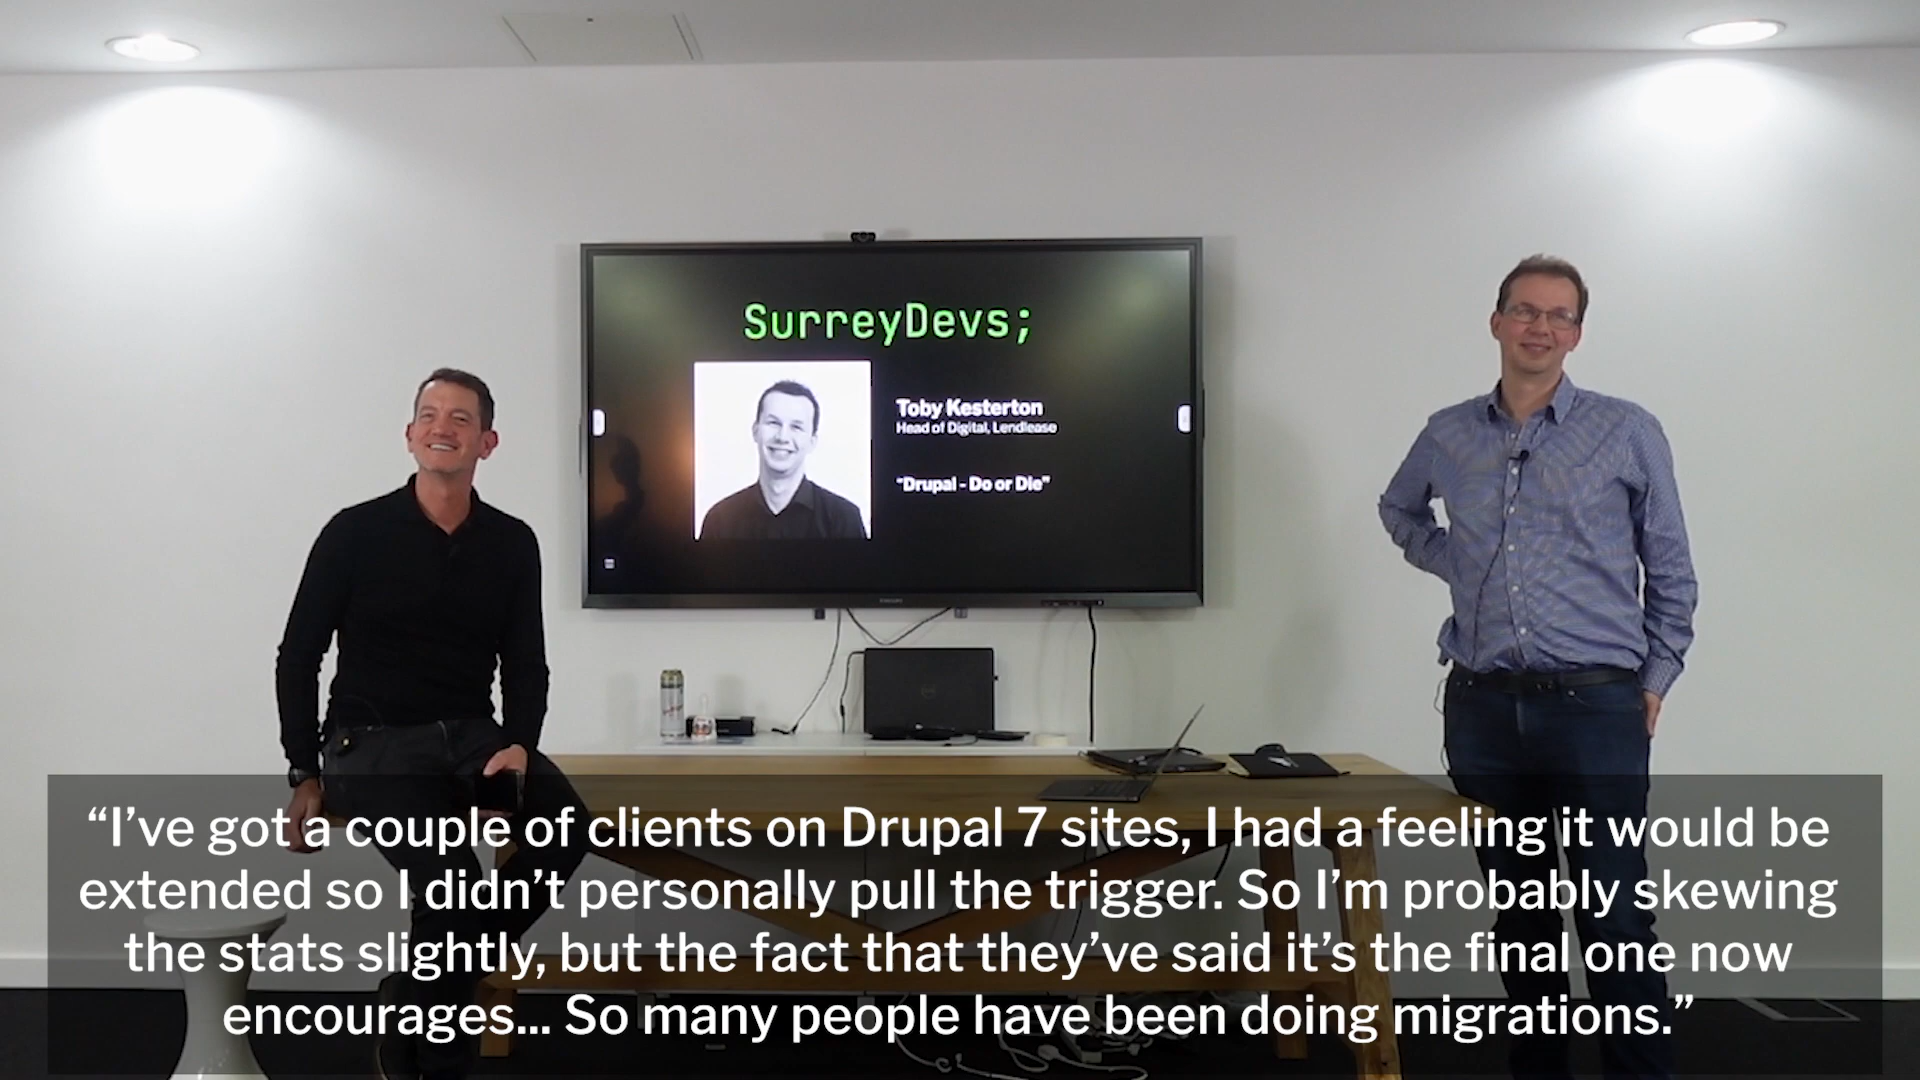 SurreyDevs;
Toby Kesterton
Head of Digital, Lendlease
"Drupal - Do or Die"
“I’ve got a couple of clients on Drupal 7 sites, I had a feeling it would be
extended so I didn’t personally pull the trigger. So I’m probably skewing
the stats slightly, but the fact that they’ve said it’s the final one now
encourages... So many people have been doing migrations.”